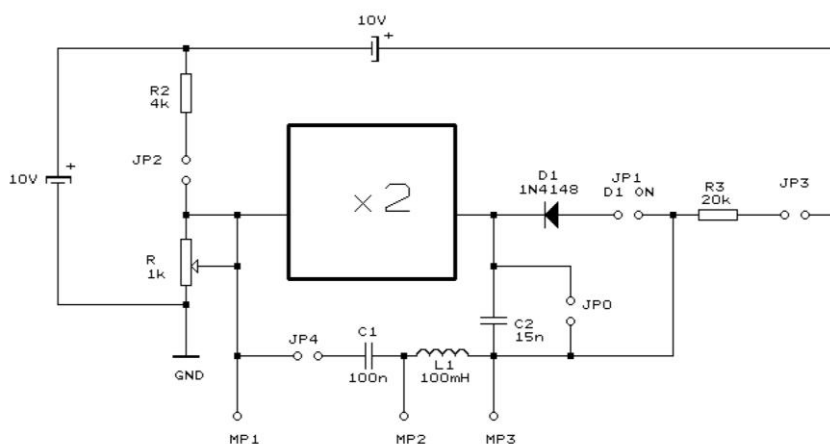 10V
+
R2
4k
JP2
10V
+
x2
D1
1N4148
JP1
D1 ON
R3
20k
JP3
R
1k
JP0
C2
15n
JP4
C1
100n
L1
100mH
GND
MP1
MP2
MP3